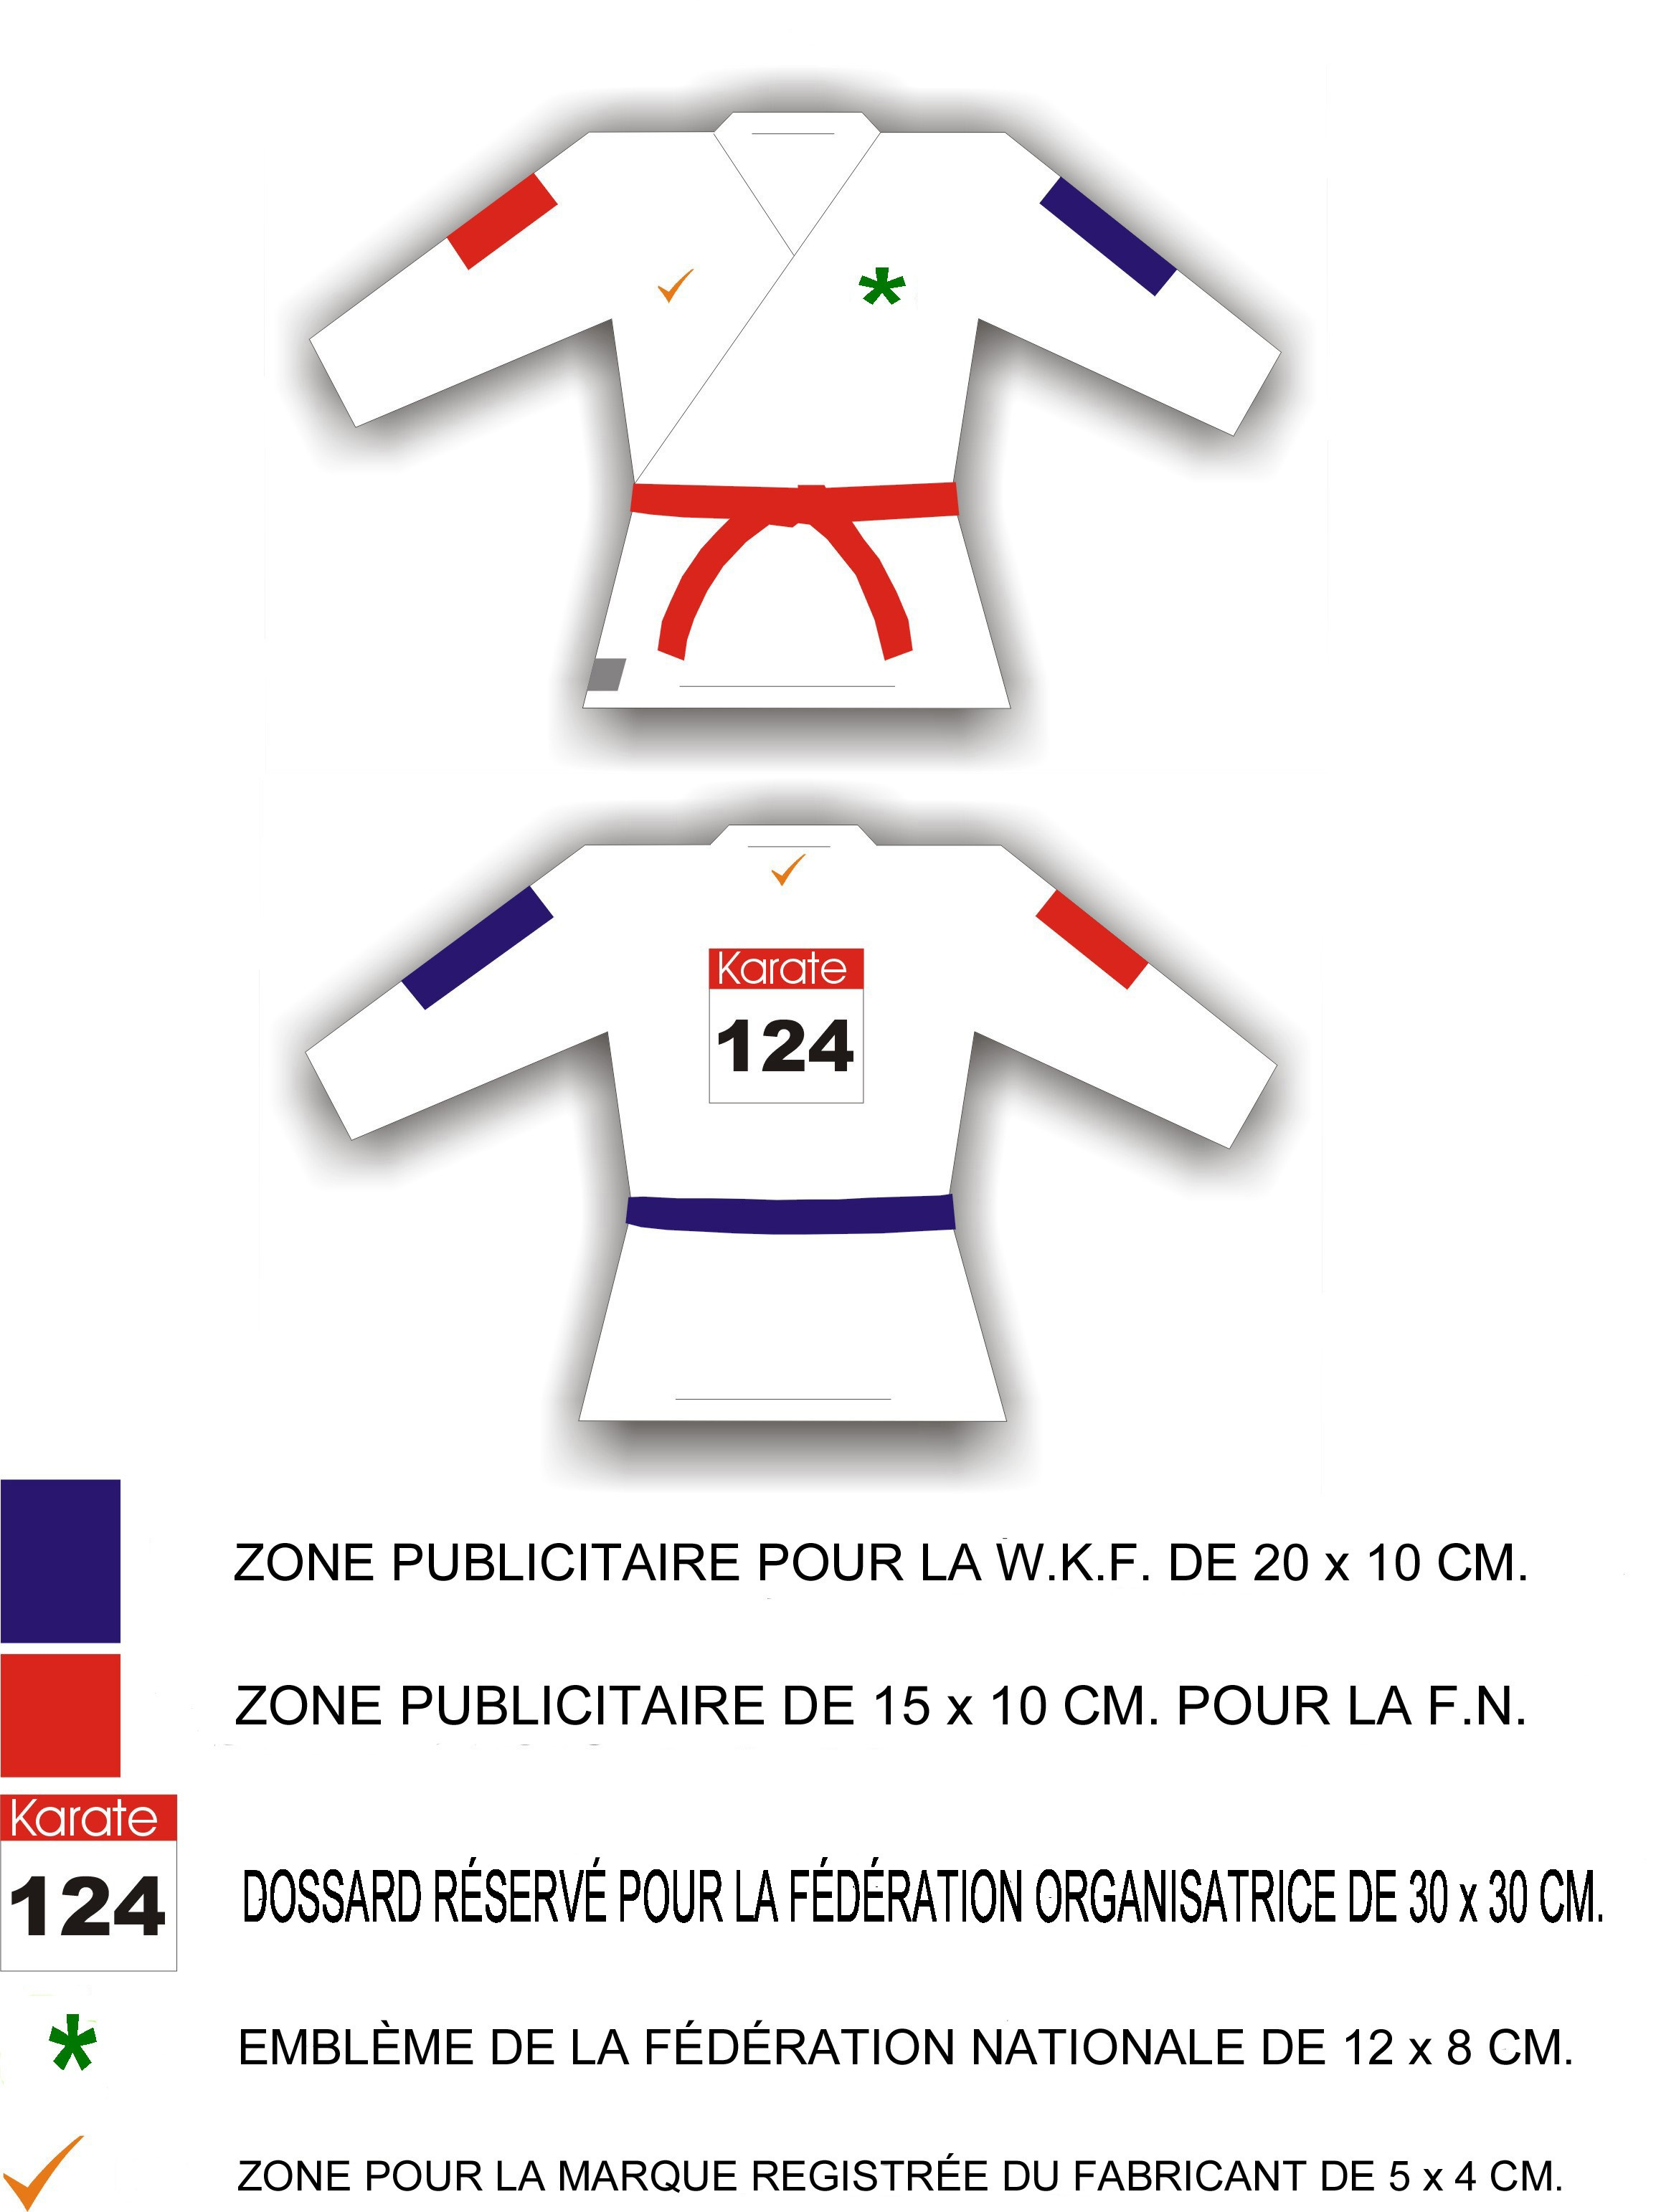 Karate
124
ZONE PUBLICITAIRE POUR LA W.K.F. DE 20 x 10 CM.
ZONE PUBLICITAIRE DE 15 x 10 CM. POUR LA F.N.
Karate
124
DOSSARD RÉSERVÉ POUR LA FÉDÉRATION ORGANISATRICE DE 30 x 30 CM.
EMBLÈME DE LA FÉDÉRATION NATIONALE DE 12 x 8 CM.
ZONE POUR LA MARQUE REGISTRÉE DU FABRICANT DE 5 x 4 CM.